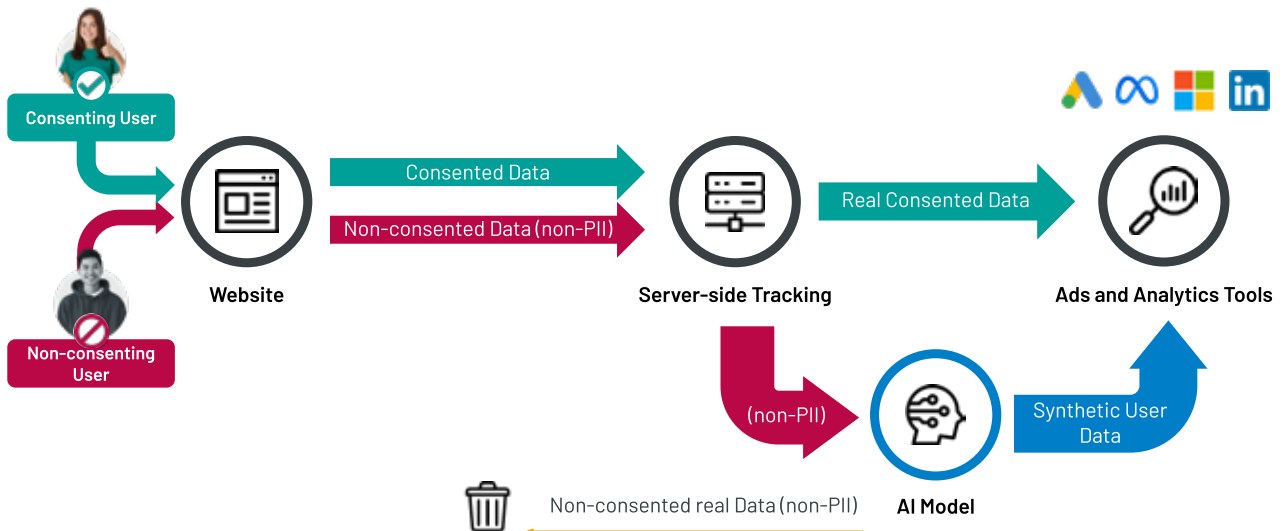 Consenting User
Consented Data
Real Consented Data
Non-consented Data (non-PII)
Website
Server-side Tracking
Ads and Analytics Tools
Non-consenting
User
(non-PII)
Synthetic User
Data
AI Model
Non-consented real Data (non-PII)
in